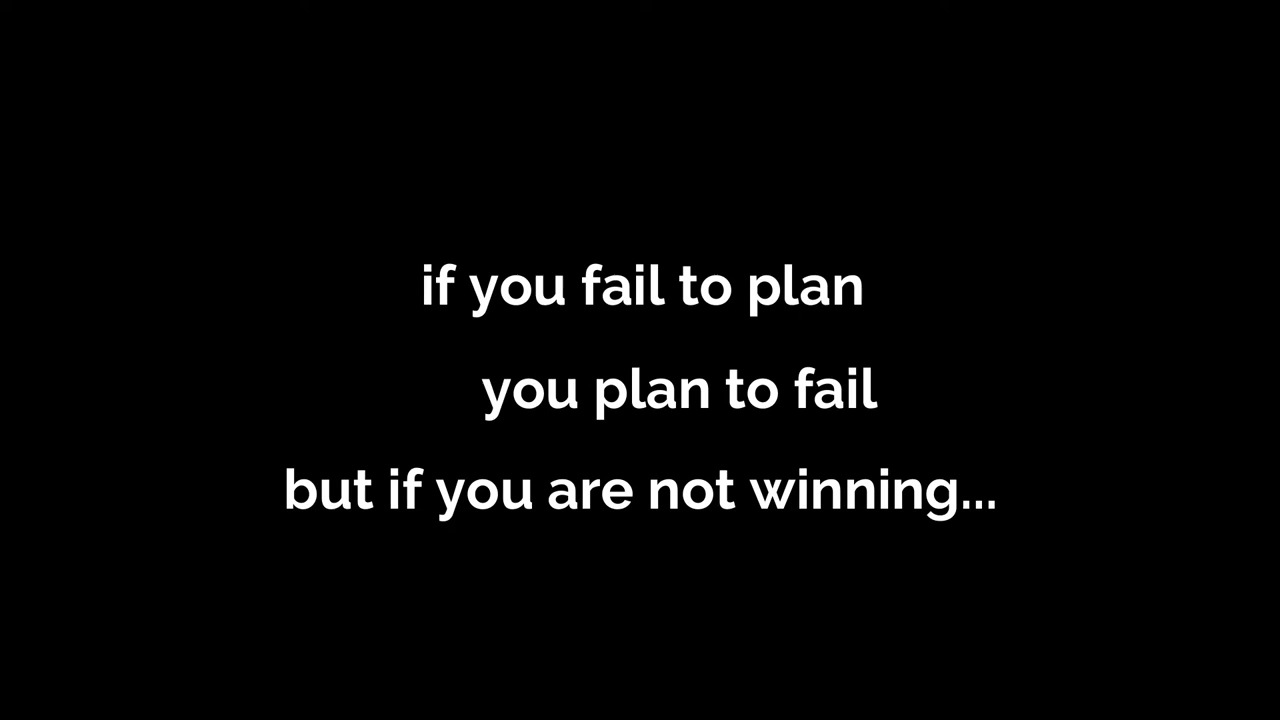 if you fail to plan
you plan to fail
but if you are not winning...